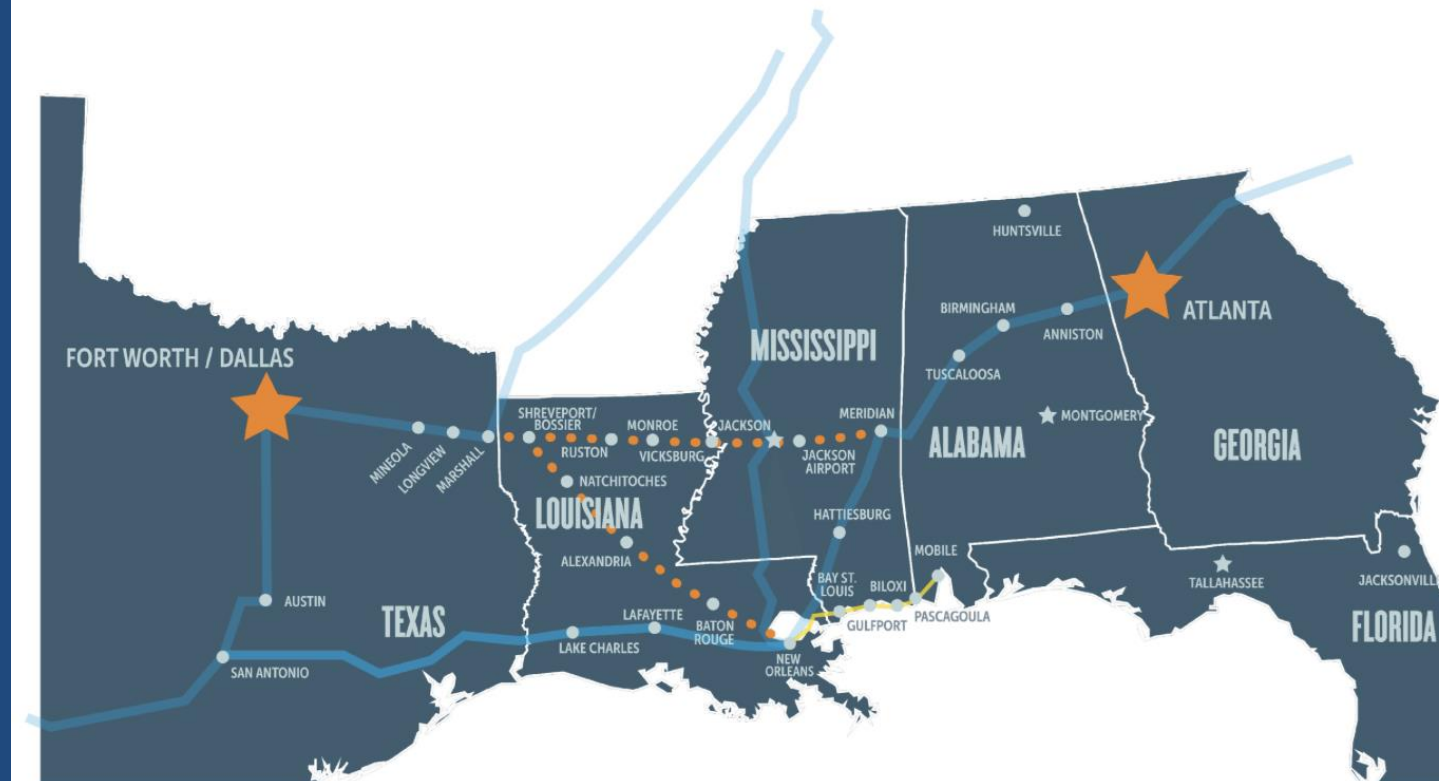 HUNTSVILLE
BIRMINGHAM
ATLANTA
ANNISTON
MISSISSIPPI
FORT WORTH / DALLAS
TUSCALOOSA
SHREVEPORT/
BOSSIER
MONROE
JACKSON
MERIDIAN
MONTGOMERY
MINEOLA
LONGVIEW
MARSHALL
RUSTON
VICKSBURG
JACKSON
AIRPORT
ALABAMA
GEORGIA
NATCHITOCHES
LOUISIANA
HATTIESBURG
ALEXANDRIA
MOBILE
BAY ST.
LOUIS
BILOXI
TALLAHASSEE
JACKSONVILL
AUSTIN
TEXAS
LAFAYETTE
BATON
ROUGE
GULFPORT
PASCAGOULA
FLORIDA
LAKE CHARLES
NEW
ORLEANS
SAN ANTONIO